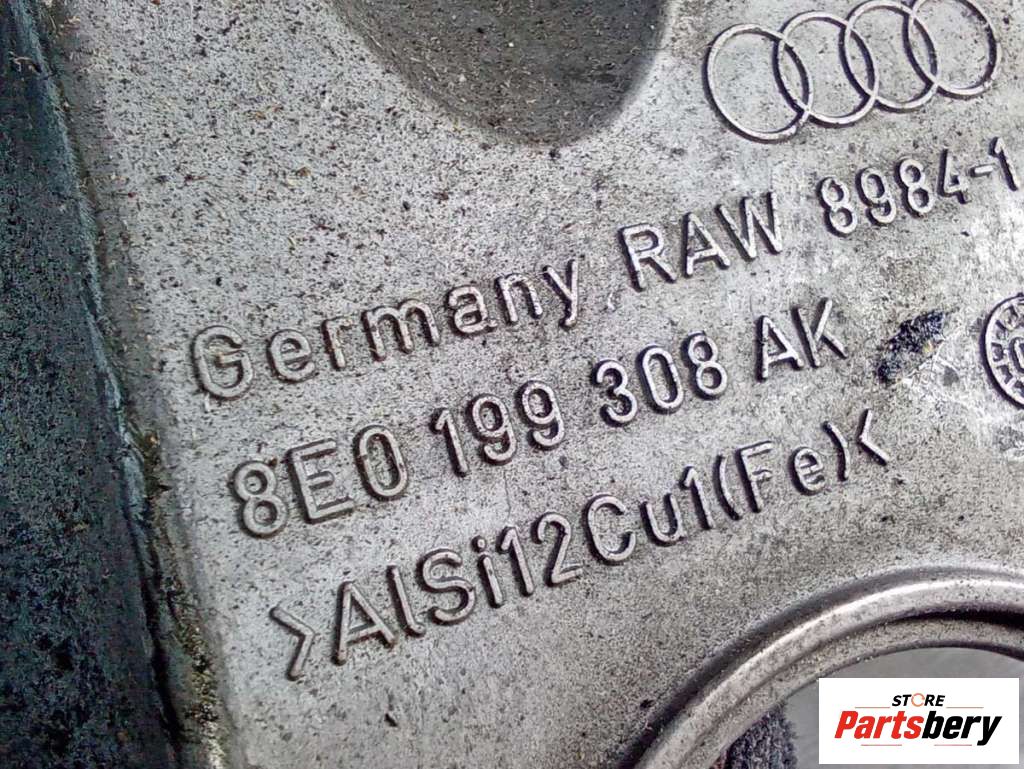 Germany RAW 8984-1
8E0 199 308 AK
>AlSi12Cu1(Fe)<
STORE
Partsbery